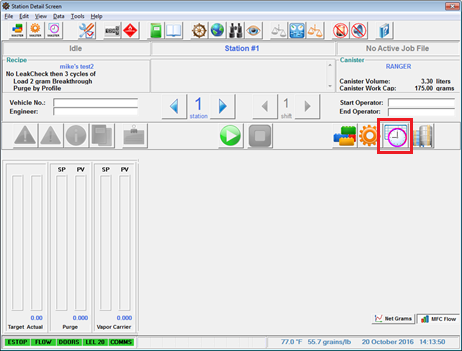 Station Detail Screen
File Edit View Data Tools Help
MASTER MASTER MASTER
Idle Station #1 No Active Job File
Recipe Canister
mike's test2 RANGER
No LeakCheck then 3 cycles of
Load 2 gram Breakthrough
Purge by Profile
Canister Volume: 3.30 liters
Canister Work Cap: 175.00 grams
Vehicle No.:
Engineer:
1
station
1
shift
Start Operator:
End Operator:
SP PV SP PV
0.00 0.000 0.000
Target Actual Purge Vapor Carrier
Net Grams MFC Flow
ESTOP FLOW DOORS LEL 20 COMMS 77.0 °F 55.7 grams/lb 20 October 2016 14:13:50